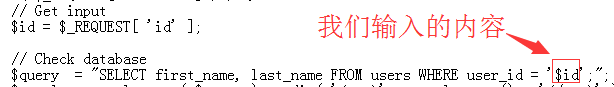 // Get input
$id = $_REQUEST[ 'id' ];
我们输入的内容
// Check database
$query  = "SELECT first_name, last_name FROM users WHERE user_id = '$id';";